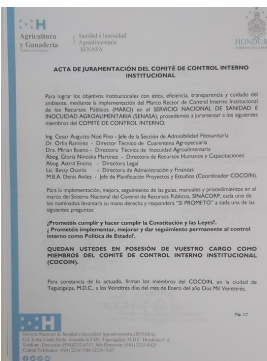 Agricultura
y Ganadería
Sanidad e Inocuidad
Agroalimentaria
SENASA
HONDURAS
ACTA DE JURAMENTACIÓN DEL COMITÉ DE CONTROL INTERNO
INSTITUCIONAL
Para lograr los objetivos institucionales con ética, eficiencia, transparencia y cuidado del
ambiente, mediante la implementación del Marco Rector de Control Interno Institucional
de los Recursos Públicos (MARCI) en el SERVICIO NACIONAL DE SANIDAD E
INOCUIDAD AGROALIMENTARIA (SENASA), procedemos a juramentar a los siguientes
miembros del COMITÉ DE CONTROL INTERNO:
Ing. Cesar Augusto Noé Pino - Jefe de la Sección de Admisibilidad Fitosanitaria
Dr. Orlin Ramírez - Director Técnico de Cuarentena Agropecuaria
Dra. Mirian Bueno - Directora Técnica de Inocuidad Agroalimentaria
Abog. Gloria Nimoska Martínez - Directora de Recursos Humanos y Capacitaciones
Abog. Astrid Encina - Directora Legal
Lic. Bessy Osorio - Directora de Administración y Finanzas
M.B.A. Denis Avilez - Jefe de Planificación Proyectos y Estudios (Coordinador COCOIN).
Para la implementación, mejora, seguimiento de las guías, manuales y procedimientos en el
marco del Sistema Nacional del Control de Recursos Públicos, SINACORP, cada uno de
los nominados levantará su mano derecha y responderá "SI PROMETO" a cada una de las
siguientes preguntas:
¿Prometéis cumplir y hacer cumplir la Constitución y las Leyes?.
¿ Prometéis implementar, mejorar y dar seguimiento permanente al control
interno como Política de Estado?.
QUEDAN USTEDES EN POSESIÓN DE VUESTRO CARGO COMO
MIEMBROS DEL COMITÉ DE CONTROL INTERNO INSTITUCIONAL
(COCOIN).
Para constancia de lo actuado, firman los miembros del COCOIN, en la ciudad de
Tegucigalpa, M.D.C., a los Veintitrés días del mes de Enero del año Dos Mil Veintitrés.
Pág. 1/2